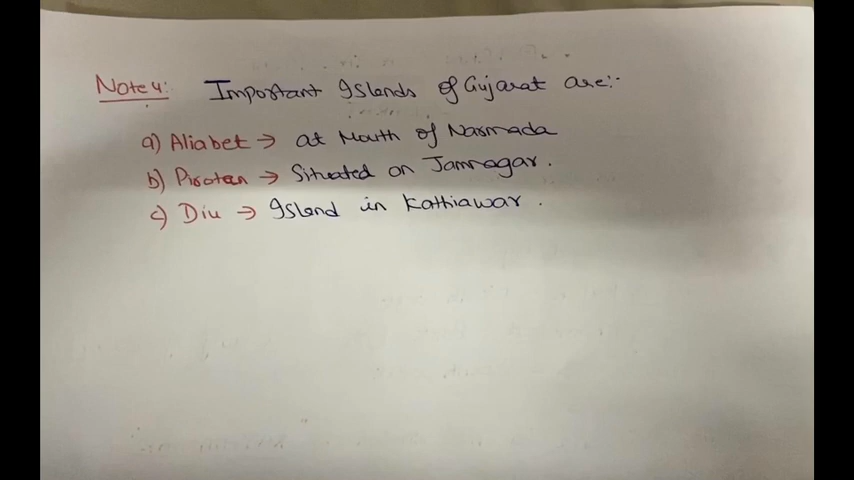 Note 4: Important Islands of Gujarat are:-
a) Aliabet → at Mouth of Narmada
b) Pirotan → Situated on Jamnagar.
c) Diu → Island in Kathiawar.